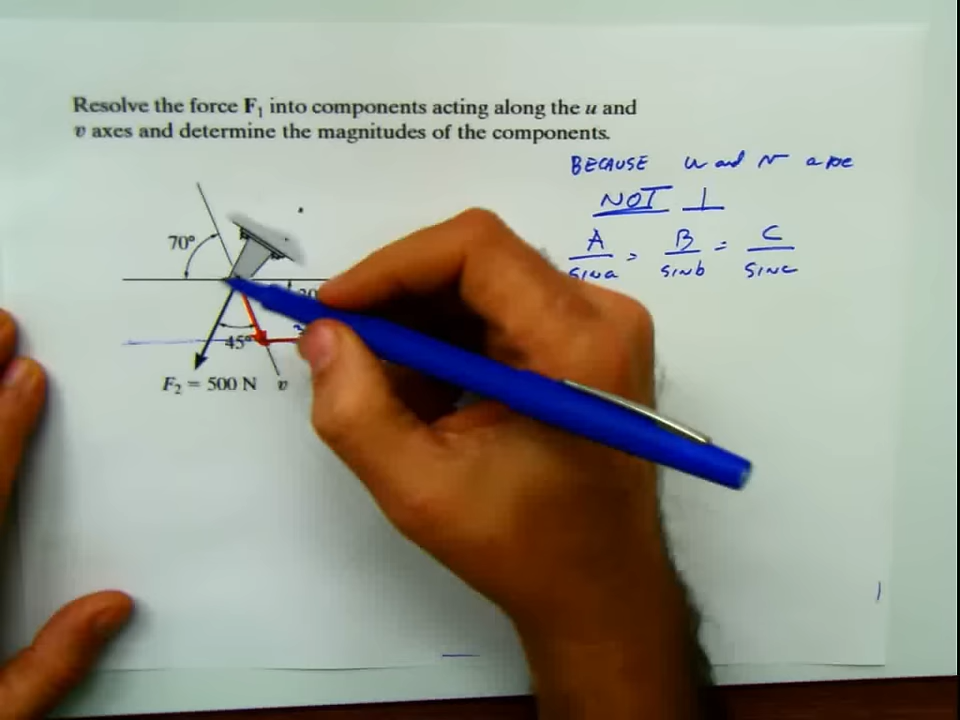 Resolve the force F₁ into components acting along the u and
v axes and determine the magnitudes of the components.
BECAUSE u and v are
NOT ⊥
A/sin a = B/sin b = C/sin c
70°
45°
F₂ = 500 N v